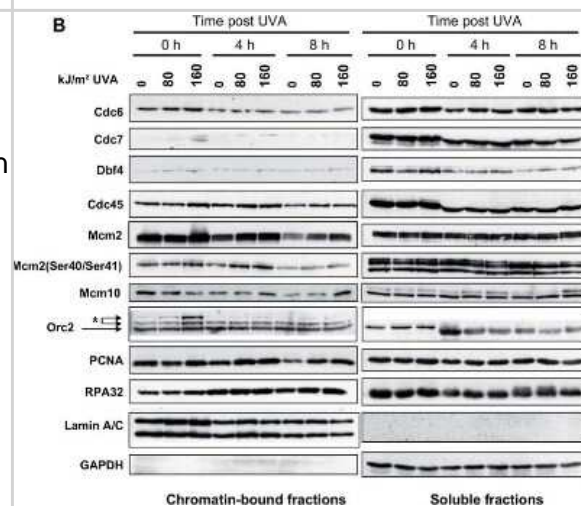 B
Time post UVA Time post UVA
0 h 4 h 8 h 0 h 4 h 8 h
kJ/m² UVA 0 80 160 0 80 160 0 80 160 0 80 160 0 80 160 0 80 160
Cdc6
n
Cdc7
Dbf4
Cdc45
Mcm2
Mcm2(Ser40/Ser41)
Mcm10
*
Orc2
PCNA
RPA32
Lamin A/C
GAPDH
Chromatin-bound fractions Soluble fractions